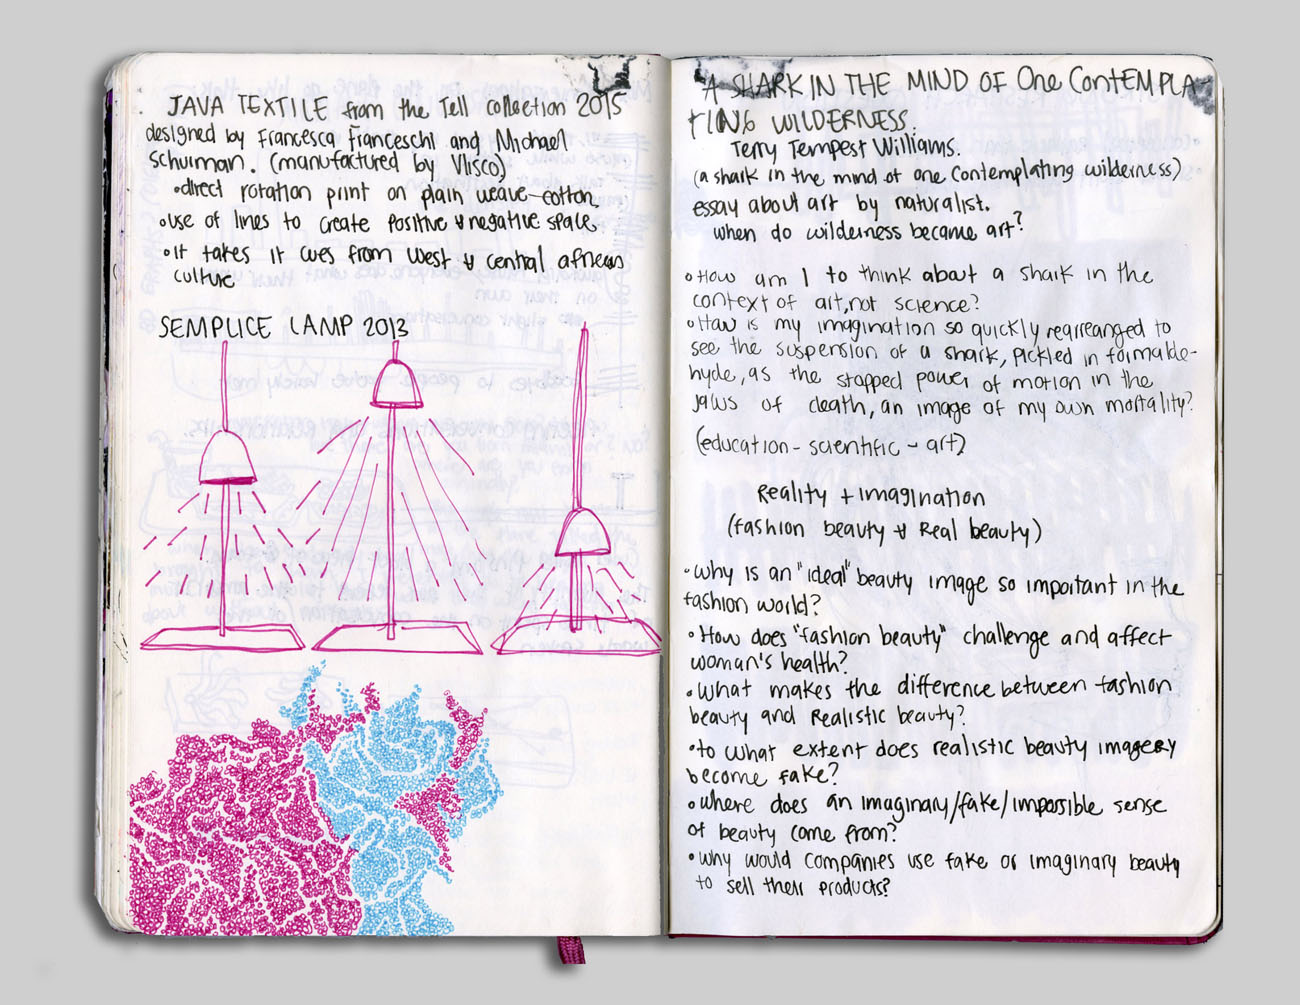 JAVA TEXTILE from the Tell collection 2015
designed by Francesca Franceschi and Michael
Schuiman. (manufactured by Vlisco)
•direct rotation print on plain weave cotton.
•use of lines to create positive & negative space
•it takes it cues from West & central african
culture
SEMPLICE LAMP 2013
A SHARK IN THE MIND OF One CONTEMPLA
TING WILDERNESS.
Terry Tempest Williams.
(a shark in the mind of one Contemplating wilderness)
essay about art by naturalist.
when do wilderness became art?
•How am I to think about a shark in the
context of art, not science?
•How is my imagination so quickly rearreanged to
see the suspension of a shark, pickled in formalde-
hyde, as the stopped power of motion in the
jaws of death, an image of my own mortality?
(education - scientific - art)
Reality + imagination
(fashion beauty & Real beauty)
•why is an "ideal" beauty image so important in the
fashion world?
•How does "fashion beauty" challenge and affect
woman's health?
•what makes the difference between fashion
beauty and Realistic beauty?
•to what extent does realistic beauty imagery
become fake?
•where does an imaginary/fake/impossible sense
of beauty come from?
•why would companies use fake or imaginary beauty
to sell their products?